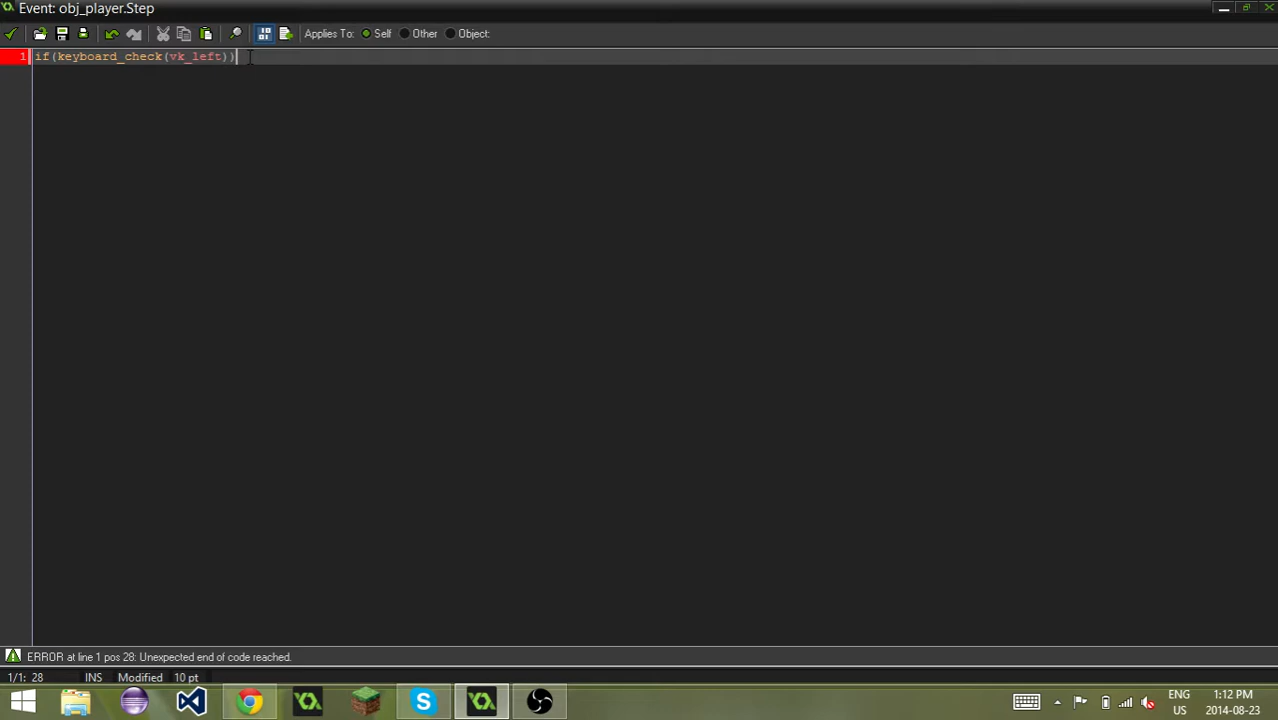 Event: obj_player.Step
Applies To: Self Other Object:
1 if(keyboard_check(vk_left))
ERROR at line 1 pos 28: Unexpected end of code reached.
1/1: 28 INS Modified 10 pt
ENG 1:12 PM
US 2014-08-23